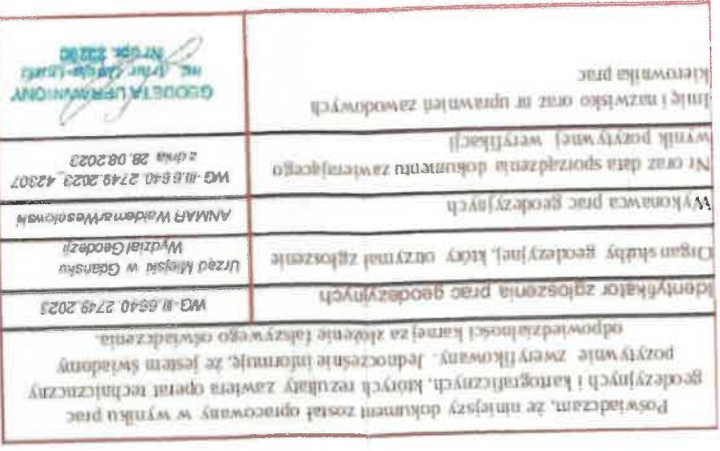 Poświadczam, że niniejszy dokument został opracowany w wyniku prac
geodezyjnych i kartograficznych, których rezultaty zawiera operat techniczny
pozytywnie zweryfikowany. Jednocześnie informuję, że jestem świadomy
odpowiedzialności karnej za złożenie fałszywego oświadczenia.
Identyfikator zgłoszenia prac geodezyjnych
WG-III.6640.2749.2023
Organ służby geodezyjnej, który otrzymał zgłoszenie
Urząd Miejski w Gdańsku
Wydział Geodezji
Wykonawca prac geodezyjnych
ANMAR WaldemarWesołowski
Nr oraz data sporządzenia dokumentu zawierającego
wynik pozytywnej weryfikacji
WG-III.6640.2749.2023_42307
z dnia 28.08.2023
Imię i nazwisko oraz nr uprawnień zawodowych
kierownika prac
GEODETA UPRAWNIONY
Nr upr.